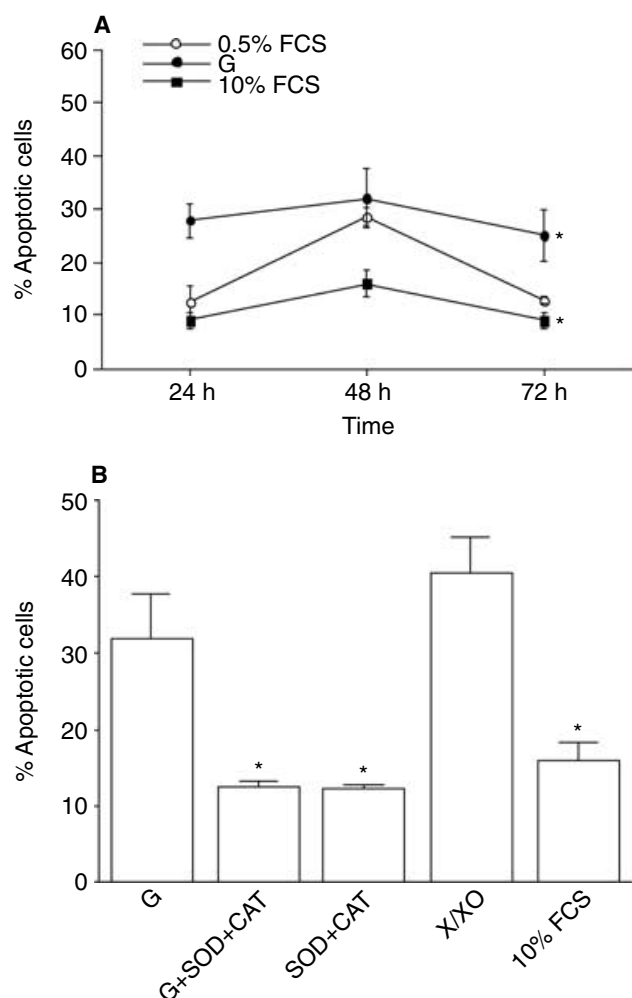 A
0.5% FCS
G
10% FCS
60
50
40
30
20
10
0
% Apoptotic cells
*
*
24 h 48 h 72 h
Time
B
50
40
30
20
10
0
% Apoptotic cells
* * *
G G+SOD+CAT SOD+CAT X/XO 10% FCS